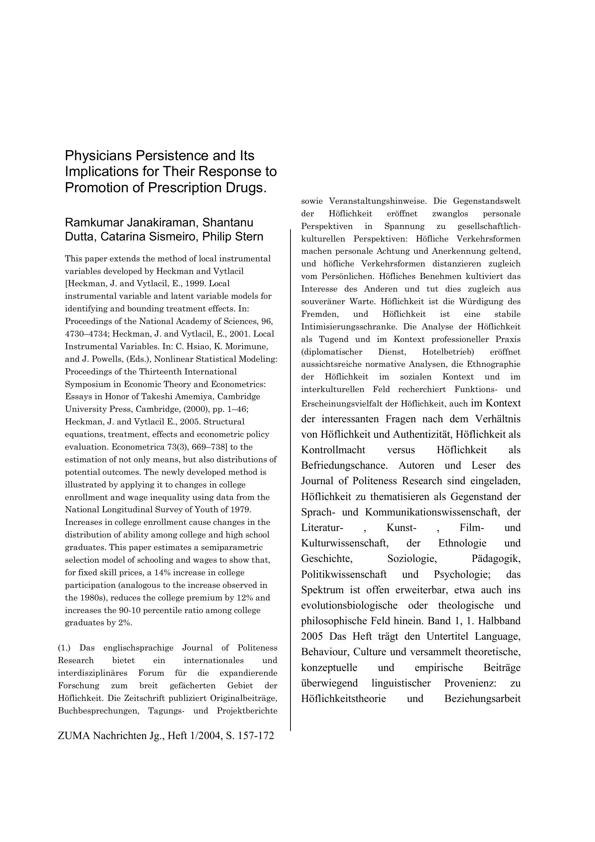 Physicians Persistence and Its
Implications for Their Response to
Promotion of Prescription Drugs.
Ramkumar Janakiraman, Shantanu
Dutta, Catarina Sismeiro, Philip Stern
This paper extends the method of local instrumental
variables developed by Heckman and Vytlacil
[Heckman, J. and Vytlacil, E., 1999. Local
instrumental variable and latent variable models for
identifying and bounding treatment effects. In:
Proceedings of the National Academy of Sciences, 96,
4730–4734; Heckman, J. and Vytlacil, E., 2001. Local
Instrumental Variables. In: C. Hsiao, K. Morimune,
and J. Powells, (Eds.), Nonlinear Statistical Modeling:
Proceedings of the Thirteenth International
Symposium in Economic Theory and Econometrics:
Essays in Honor of Takeshi Amemiya, Cambridge
University Press, Cambridge, (2000), pp. 1–46;
Heckman, J. and Vytlacil E., 2005. Structural
equations, treatment, effects and econometric policy
evaluation. Econometrica 73(3), 669–738] to the
estimation of not only means, but also distributions of
potential outcomes. The newly developed method is
illustrated by applying it to changes in college
enrollment and wage inequality using data from the
National Longitudinal Survey of Youth of 1979.
Increases in college enrollment cause changes in the
distribution of ability among college and high school
graduates. This paper estimates a semiparametric
selection model of schooling and wages to show that,
for fixed skill prices, a 14% increase in college
participation (analogous to the increase observed in
the 1980s), reduces the college premium by 12% and
increases the 90-10 percentile ratio among college
graduates by 2%.
(1.) Das englischsprachige Journal of Politeness
Research bietet ein internationales und
interdisziplinäres Forum für die expandierende
Forschung zum breit gefächerten Gebiet der
Höflichkeit. Die Zeitschrift publiziert Originalbeiträge,
Buchbesprechungen, Tagungs- und Projektberichte
sowie Veranstaltungshinweise. Die Gegenstandswelt
der Höflichkeit eröffnet zwanglos personale
Perspektiven in Spannung zu gesellschaftlich-
kulturellen Perspektiven: Höfliche Verkehrsformen
machen personale Achtung und Anerkennung geltend,
und höfliche Verkehrsformen distanzieren zugleich
vom Persönlichen. Höfliches Benehmen kultiviert das
Interesse des Anderen und tut dies zugleich aus
souveräner Warte. Höflichkeit ist die Würdigung des
Fremden, und Höflichkeit ist eine stabile
Intimisierungsschranke. Die Analyse der Höflichkeit
als Tugend und im Kontext professioneller Praxis
(diplomatischer Dienst, Hotelbetrieb) eröffnet
aussichtsreiche normative Analysen, die Ethnographie
der Höflichkeit im sozialen Kontext und im
interkulturellen Feld recherchiert Funktions- und
Erscheinungsvielfalt der Höflichkeit, auch im Kontext
der interessanten Fragen nach dem Verhältnis
von Höflichkeit und Authentizität, Höflichkeit als
Kontrollmacht versus Höflichkeit als
Befriedungschance. Autoren und Leser des
Journal of Politeness Research sind eingeladen,
Höflichkeit zu thematisieren als Gegenstand der
Sprach- und Kommunikationswissenschaft, der
Literatur- , Kunst- , Film- und
Kulturwissenschaft, der Ethnologie und
Geschichte, Soziologie, Pädagogik,
Politikwissenschaft und Psychologie; das
Spektrum ist offen erweiterbar, etwa auch ins
evolutionsbiologische oder theologische und
philosophische Feld hinein. Band 1, 1. Halbband
2005 Das Heft trägt den Untertitel Language,
Behaviour, Culture und versammelt theoretische,
konzeptuelle und empirische Beiträge
überwiegend linguistischer Provenienz: zu
Höflichkeitstheorie und Beziehungsarbeit
ZUMA Nachrichten Jg., Heft 1/2004, S. 157-172